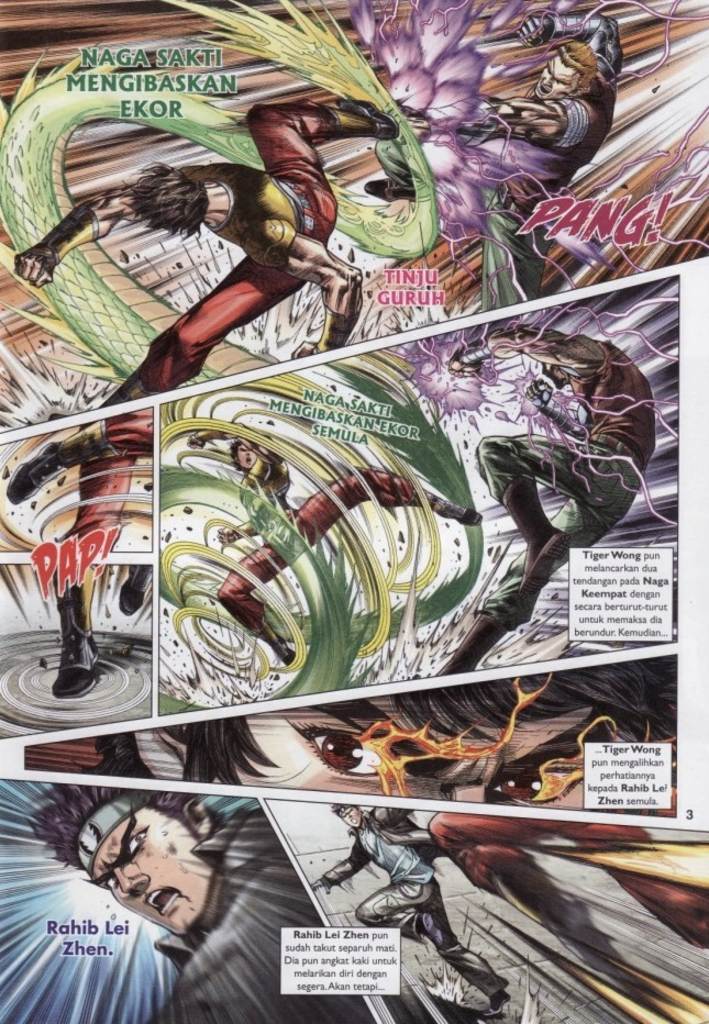 NAGA SAKTI
MENGIBASKAN
EKOR
PANG!
TINJU
GURUH
NAGA SAKTI
MENGIBASKAN EKOR
SEMULA
PAP!
Tiger Wong pun
melancarkan dua
tendangan pada Naga
Keempat dengan
secara berturut-turut
untuk memaksa dia
berundur. Kemudian...
...Tiger Wong
pun mengalihkan
perhatiannya
kepada Rahib Lei
Zhen semula.
3
Rahib Lei
Zhen.
Rahib Lei Zhen pun
sudah takut separuh mati.
Dia pun angkat kaki untuk
melarikan diri dengan
segera. Akan tetapi...